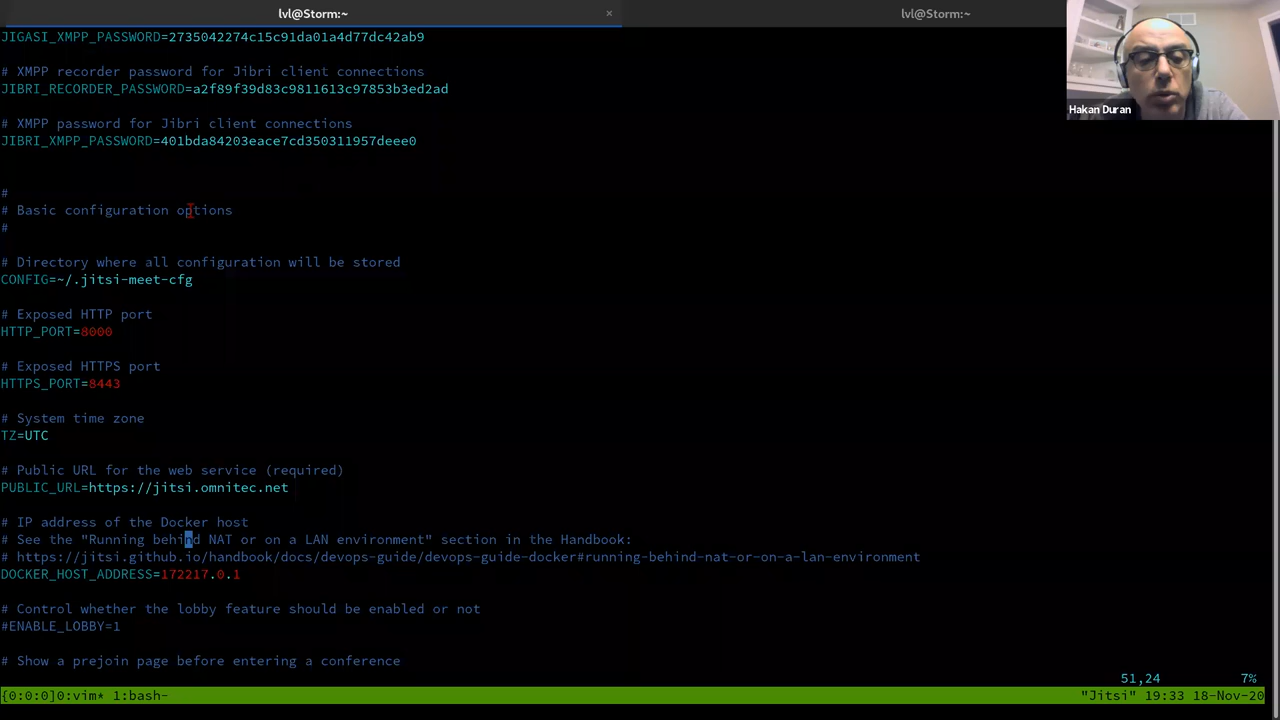 lvl@Storm:~ × lvl@Storm:~
JIGASI_XMPP_PASSWORD=2735042274c15c91da01a4d77dc42ab9
# XMPP recorder password for Jibri client connections
JIBRI_RECORDER_PASSWORD=a2f89f39d83c9811613c97853b3ed2ad
Hakan Duran
# XMPP password for Jibri client connections
JIBRI_XMPP_PASSWORD=401bda84203eace7cd350311957deee0
#
# Basic configuration options
#
# Directory where all configuration will be stored
CONFIG=~/.jitsi-meet-cfg
# Exposed HTTP port
HTTP_PORT=8000
# Exposed HTTPS port
HTTPS_PORT=8443
# System time zone
TZ=UTC
# Public URL for the web service (required)
PUBLIC_URL=https://jitsi.omnitec.net
# IP address of the Docker host
# See the "Running behind NAT or on a LAN environment" section in the Handbook:
# https://jitsi.github.io/handbook/docs/devops-guide/devops-guide-docker#running-behind-nat-or-on-a-lan-environment
DOCKER_HOST_ADDRESS=172217.0.1
# Control whether the lobby feature should be enabled or not
#ENABLE_LOBBY=1
# Show a prejoin page before entering a conference
51,24 7%
[0:0:0]0:vim* 1:bash- "Jitsi" 19:33 18-Nov-20